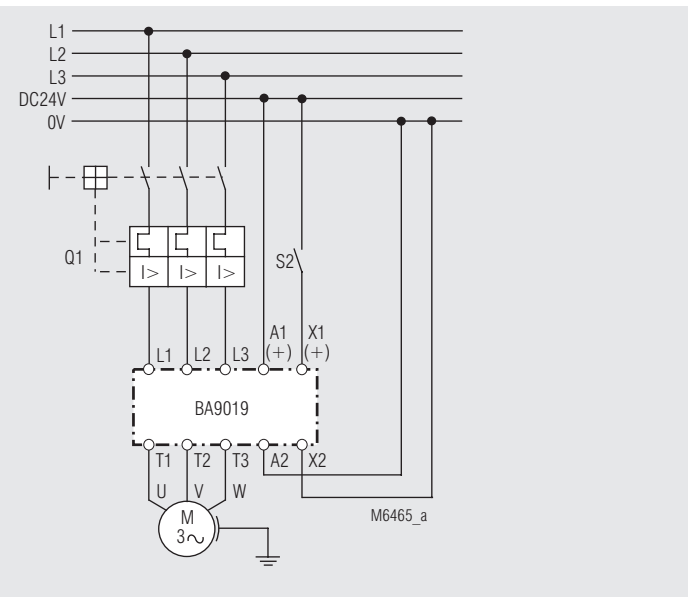 L1
L2
L3
DC24V
0V
Q1
I> I> I>
S2
A1 X1
(+) (+)
L1 L2 L3
BA9019
T1 T2 T3 A2 X2
U V W
M6465_a
M
3~